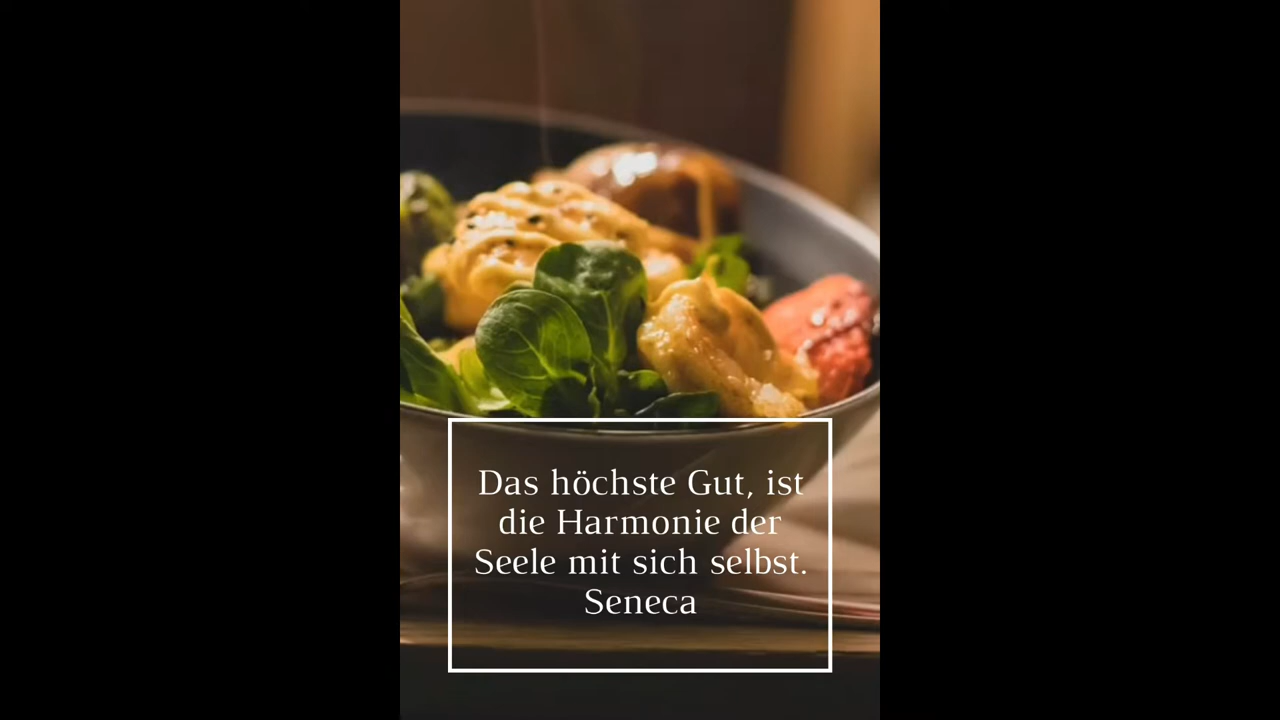 Das höchste Gut, ist
die Harmonie der
Seele mit sich selbst.
Seneca